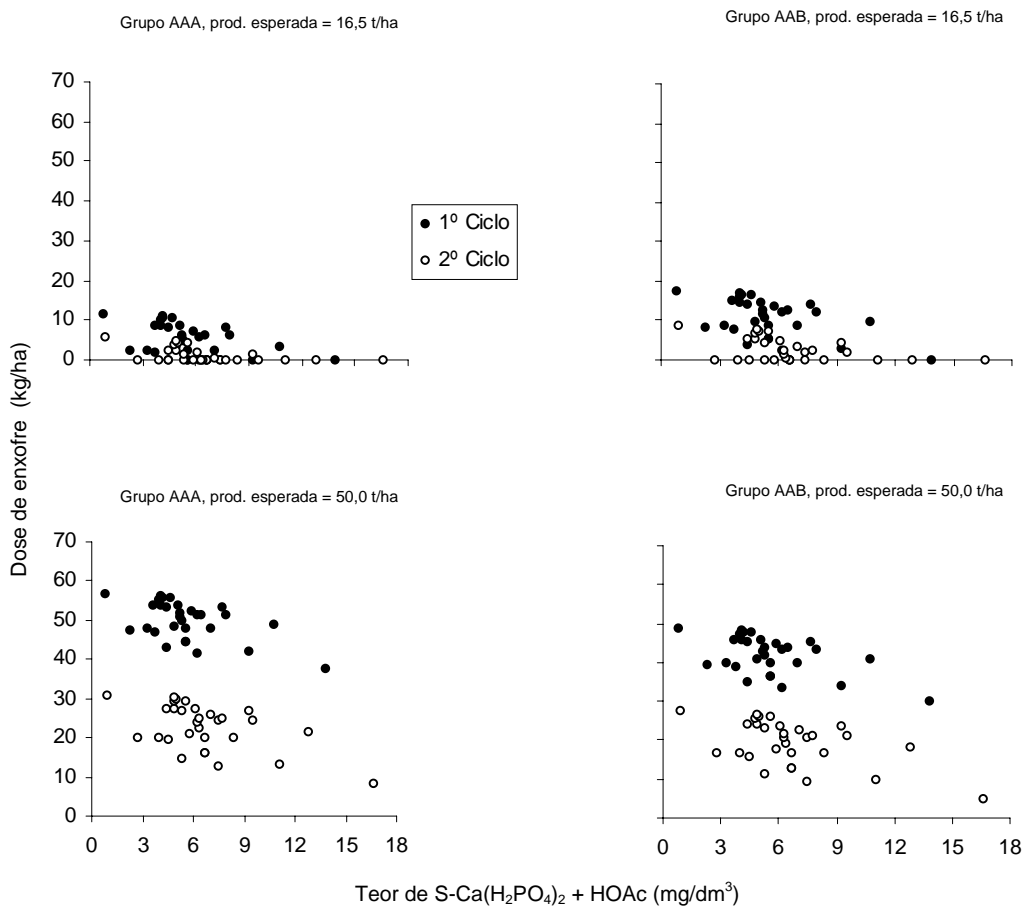 Grupo AAA, prod. esperada = 16,5 t/ha
Grupo AAB, prod. esperada = 16,5 t/ha
70
60
50
40
30
20
10
0
1º Ciclo
2º Ciclo
Dose de enxofre (kg/ha)
Grupo AAA, prod. esperada = 50,0 t/ha
Grupo AAB, prod. esperada = 50,0 t/ha
70
60
50
40
30
20
10
0
0 3 6 9 12 15 18
0 3 6 9 12 15 18
Teor de S-Ca(H₂PO₄)₂ + HOAc (mg/dm³)